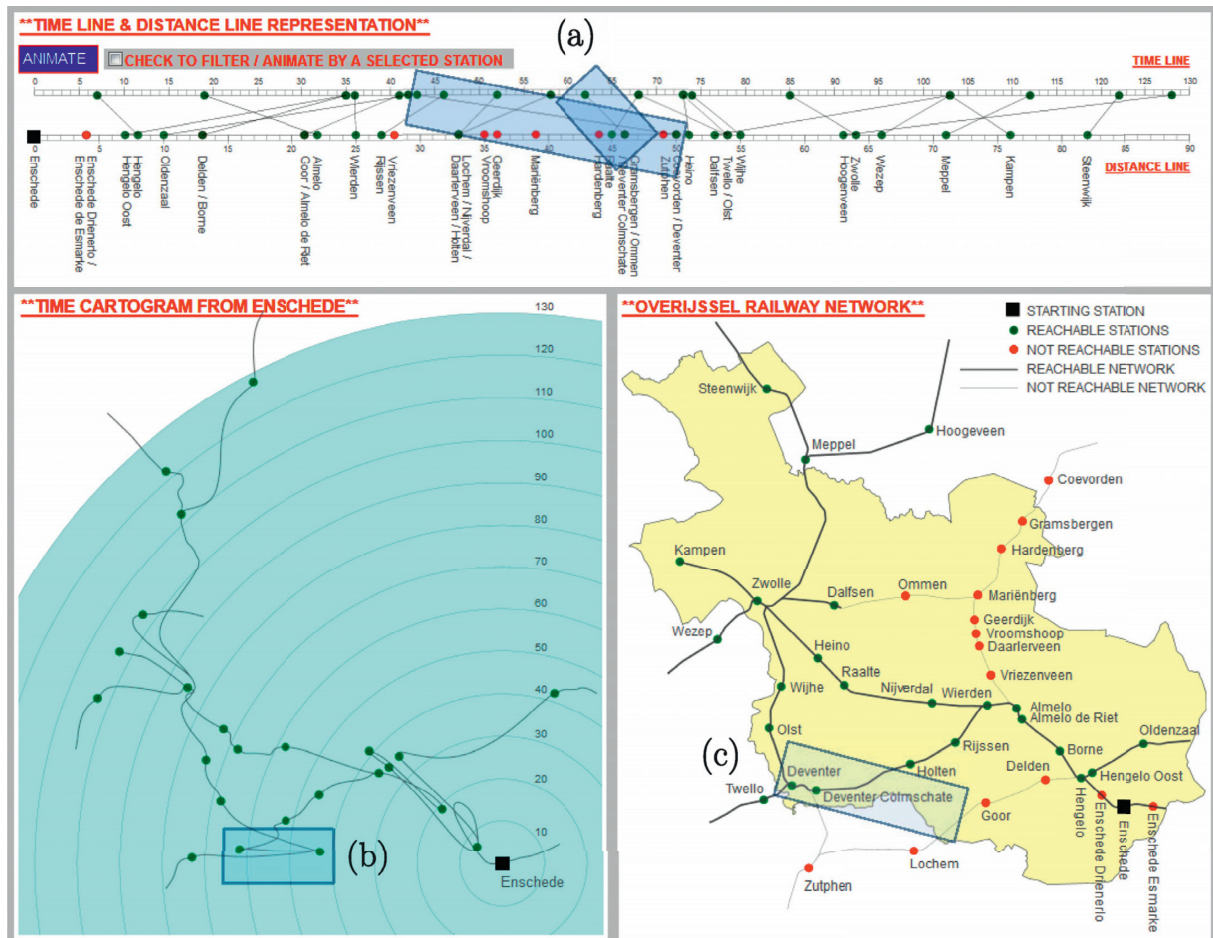 **TIME LINE & DISTANCE LINE REPRESENTATION**
(a)
ANIMATE
CHECK TO FILTER / ANIMATE BY A SELECTED STATION
TIME LINE
0 5 10 15 20 25 30 35 40 45 50 55 60 65 70 75 80 85 90 95 100 105 110 115 120 125 130
0 5 10 15 20 25 30 35 40 45 50 55 60 65 70 75 80 85 90
DISTANCE LINE
Enschede
Enschede Drienerlo /
Enschede de Esmarke
Hengelo
Hengelo Oost
Oldenzaal
Delden / Borne
Almelo
Goor / Almelo de Riet
Wierden
Rijssen
Vriezenveen
Lochem / Nijverdal /
Daarlerveen / Holten
Geerdijk
Vroomshoop
Mariënberg
Hardenberg
Gramsbergen / Ommen
/ Deventer Colmschate
Zutphen
Coevorden / Deventer
Heino
Dalfsen
Wijhe
Twello / Olst
Zwolle
Hoogeveen
Wezep
Meppel
Kampen
Steenwijk
**TIME CARTOGRAM FROM ENSCHEDE**
130
120
110
100
90
80
70
60
50
40
30
20
10
(b)
Enschede
**OVERIJSSEL RAILWAY NETWORK**
STARTING STATION
REACHABLE STATIONS
NOT REACHABLE STATIONS
REACHABLE NETWORK
NOT REACHABLE NETWORK
Steenwijk
Hoogeveen
Meppel
Coevorden
Gramsbergen
Hardenberg
Kampen
Zwolle
Ommen
Dalfsen
Mariënberg
Geerdijk
Vroomshoop
Daarlerveen
Wezep
Heino
Raalte
Vriezenveen
Wijhe
Nijverdal
Wierden
Almelo
Almelo de Riet
Olst
Oldenzaal
Rijssen
Borne
(c)
Deventer
Holten
Delden
Hengelo Oost
Twello
Deventer Colmschate
Goor
Hengelo
Enschede Drienerlo
Enschede
Enschede Esmarke
Lochem
Zutphen